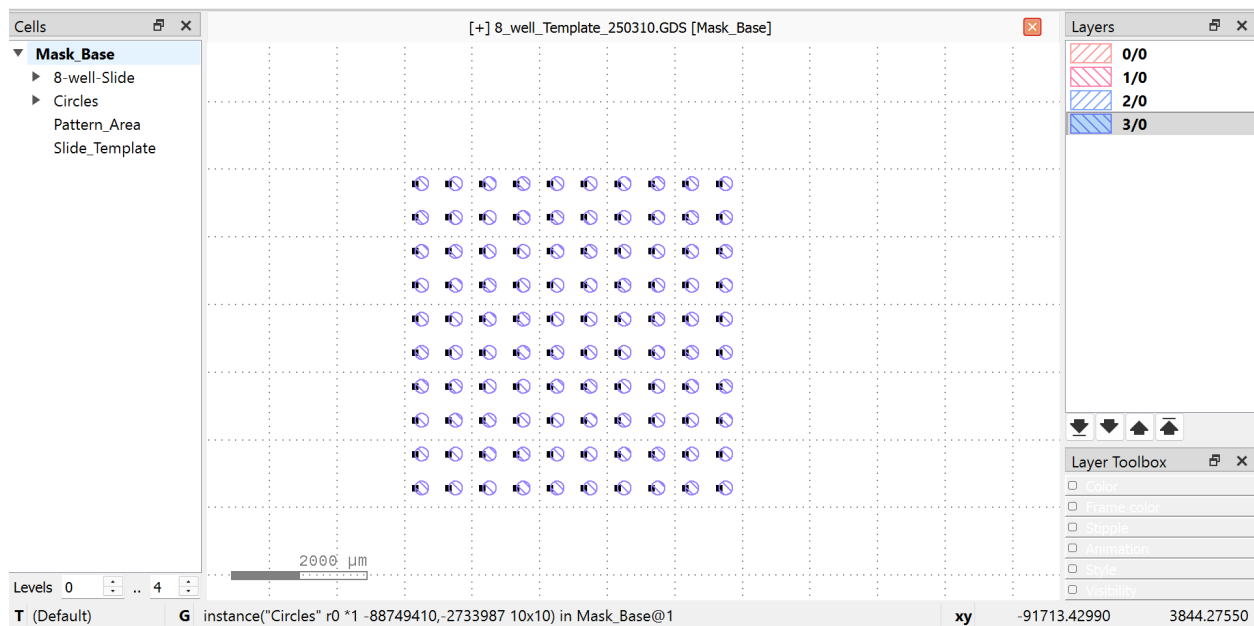 Cells
[+] 8_well_Template_250310.GDS [Mask_Base]
Layers
Mask_Base
8-well-Slide
Circles
Pattern_Area
Slide_Template
0/0
1/0
2/0
3/0
2000 µm
Layer Toolbox
Color
Frame color
Stipple
Animation
Style
Visibility
Levels 0 .. 4
T (Default) G instance("Circles" r0 *1 -88749410,-2733987 10x10) in Mask_Base@1 xy -91713.42990 3844.27550